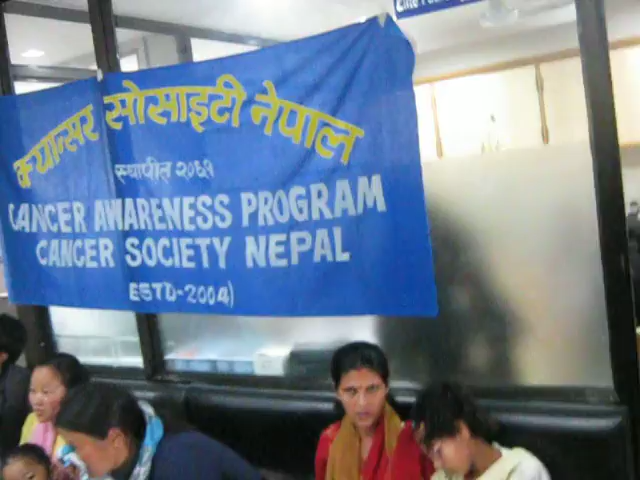 क्यान्सर सोसाइटी नेपाल
स्थापित २०६१
CANCER AWARENESS PROGRAM
CANCER SOCIETY NEPAL
ESTD-2004)